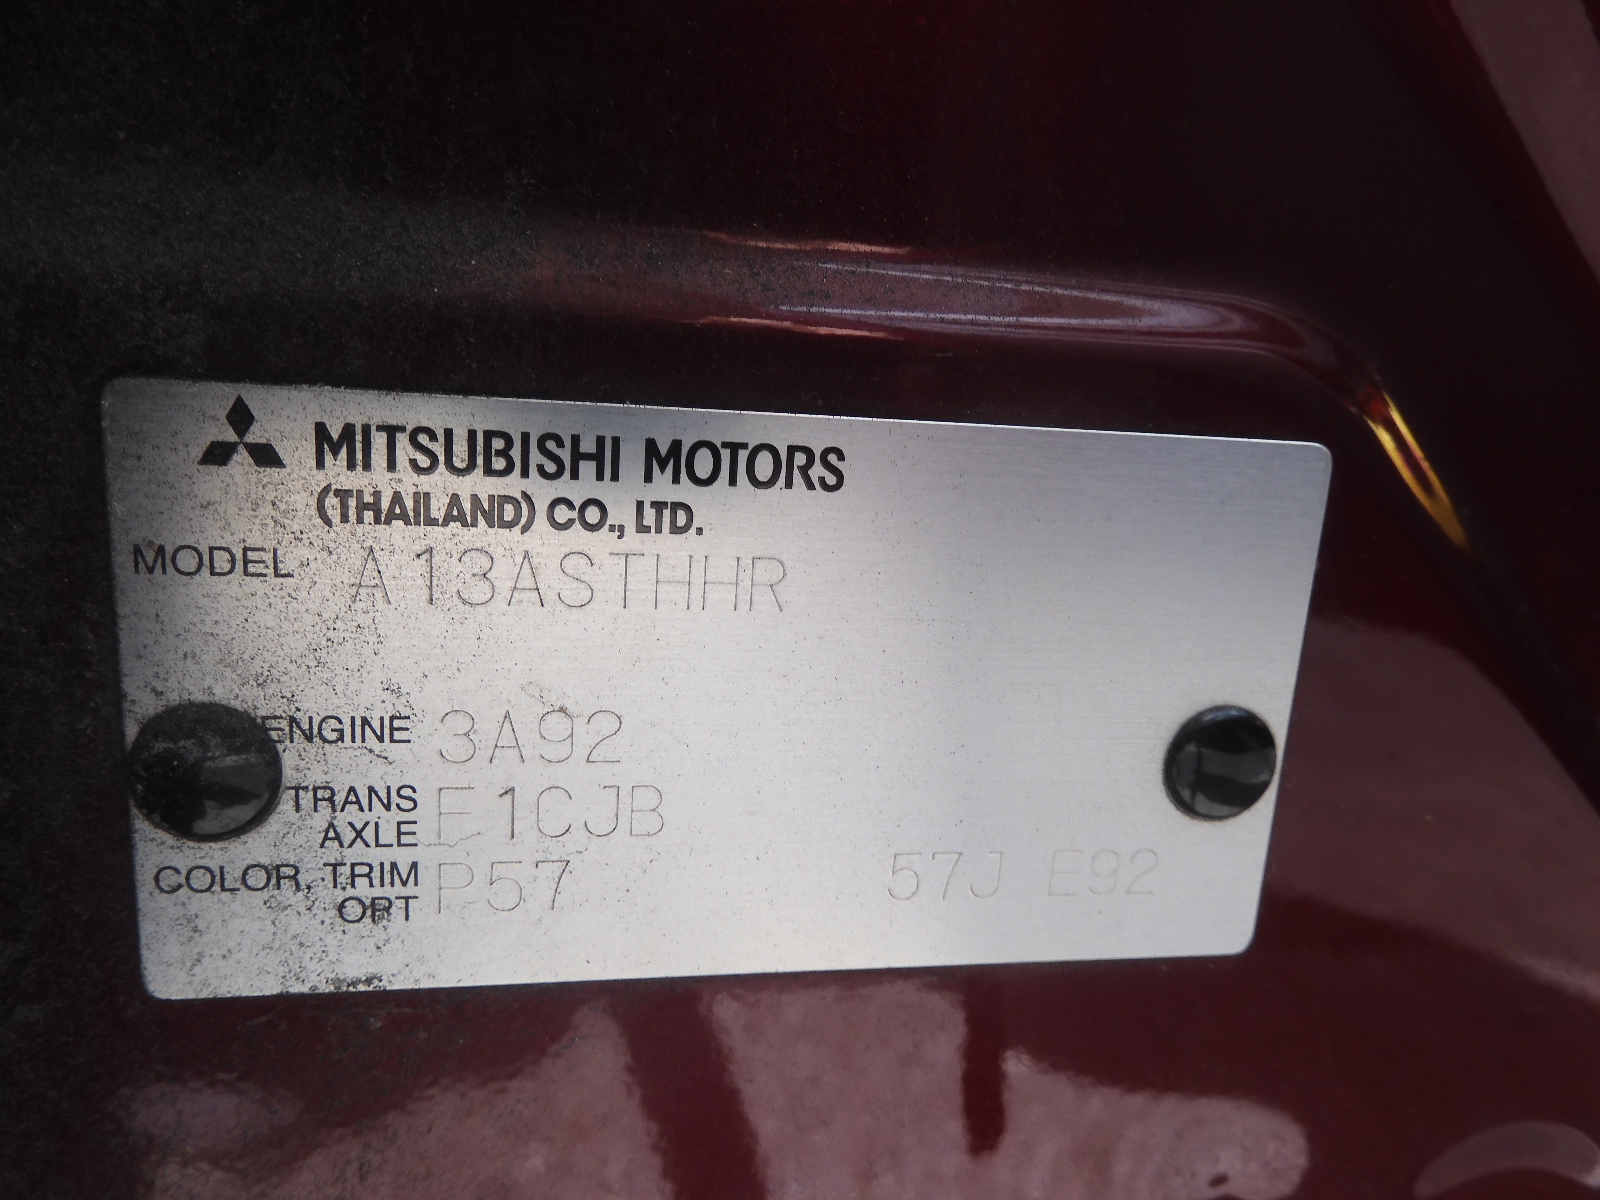 MITSUBISHI MOTORS
(THAILAND) CO., LTD.
MODEL A13ASTHHR
ENGINE 3A92
TRANS AXLE F1CJB
COLOR, TRIM OPT P57 57J E92